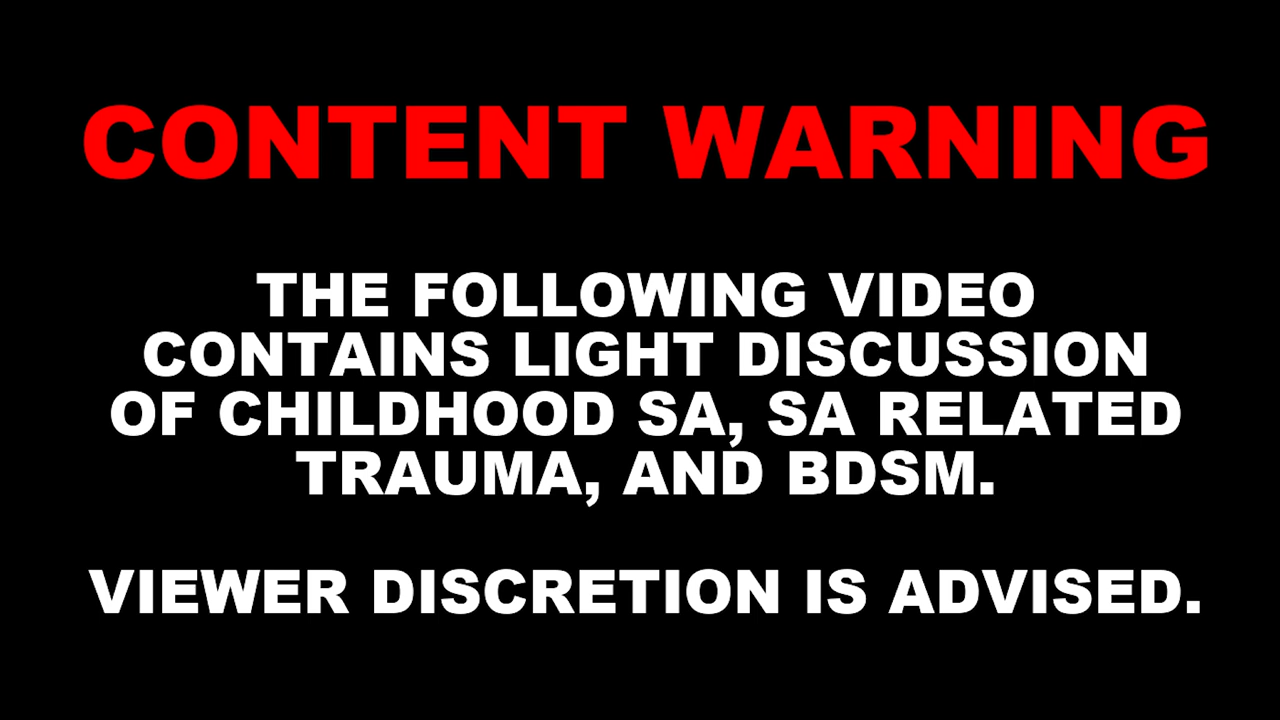 CONTENT WARNING
THE FOLLOWING VIDEO
CONTAINS LIGHT DISCUSSION
OF CHILDHOOD SA, SA RELATED
TRAUMA, AND BDSM.
VIEWER DISCRETION IS ADVISED.